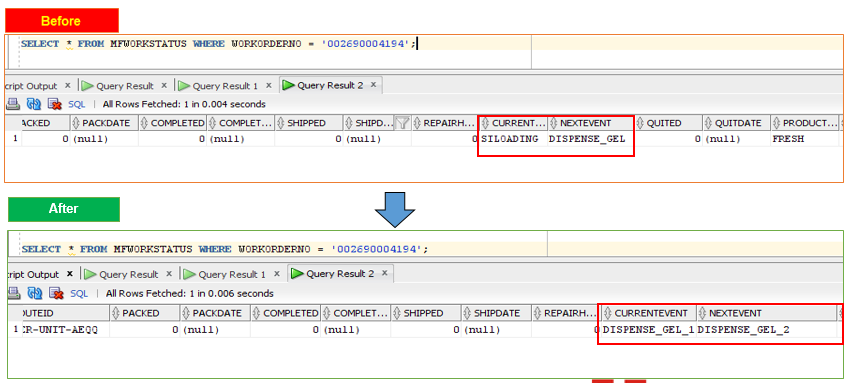 Before
SELECT * FROM MFWORKSTATUS WHERE WORKORDERNO = '002690004194';
cript Output x Query Result x Query Result 1 x Query Result 2 x
SQL | All Rows Fetched: 1 in 0.004 seconds
ACKED PACKDATE COMPLETED COMPLET... SHIPPED SHIPD... REPAIRH... CURRENT... NEXTEVENT QUITED QUITDATE PRODUCT...
1 0 (null) 0 (null) 0 (null) 0 SILOADING DISPENSE_GEL 0 (null) FRESH
After
SELECT * FROM MFWORKSTATUS WHERE WORKORDERNO = '002690004194';
ript Output x Query Result x Query Result 1 x Query Result 2 x
SQL | All Rows Fetched: 1 in 0.006 seconds
OUTEID PACKED PACKDATE COMPLETED COMPLET... SHIPPED SHIPDATE REPAIRH... CURRENTEVENT NEXTEVENT
1 CR-UNIT-AEQQ 0 (null) 0 (null) 0 (null) 0 DISPENSE_GEL_1 DISPENSE_GEL_2